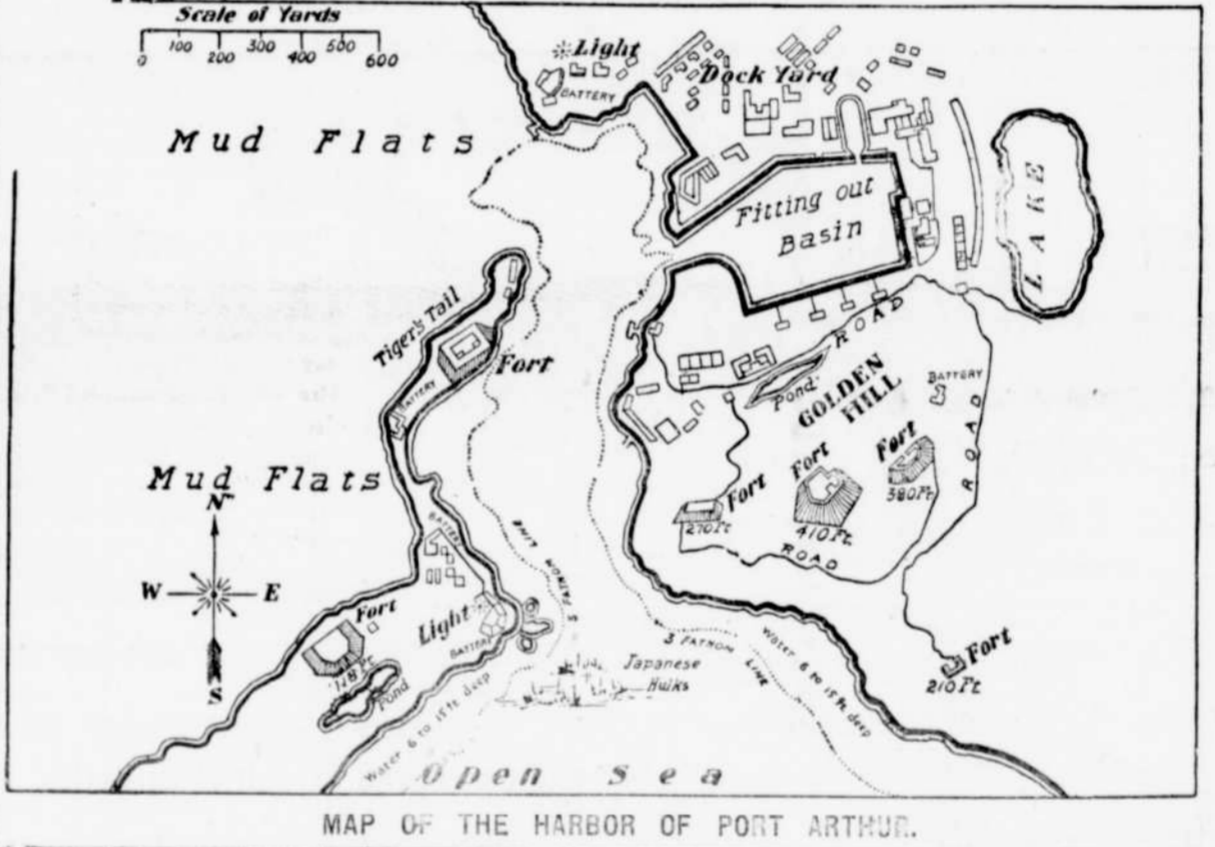 Scale of Yards
0 100 200 300 400 500 600
Light
BATTERY
Dock Yard
Mud Flats
LAKE
Fitting out
Basin
Tiger's Tail
Fort
BATTERY
ROAD
Pond
GOLDEN
HILL
BATTERY
ROAD
Mud Flats
Fort
270 Ft.
Fort
410 Ft.
Fort
380 Ft.
ROAD
BATTERY
3 FATHOM LINE
N
W
E
S
Fort
Light
BATTERY
Pond
3 FATHOM LINE
Water 6 to 15 ft. deep
Japanese
Hulks
Fort
210 Ft.
Water 6 to 15 ft. deep
Open sea
MAP OF THE HARBOR OF PORT ARTHUR.